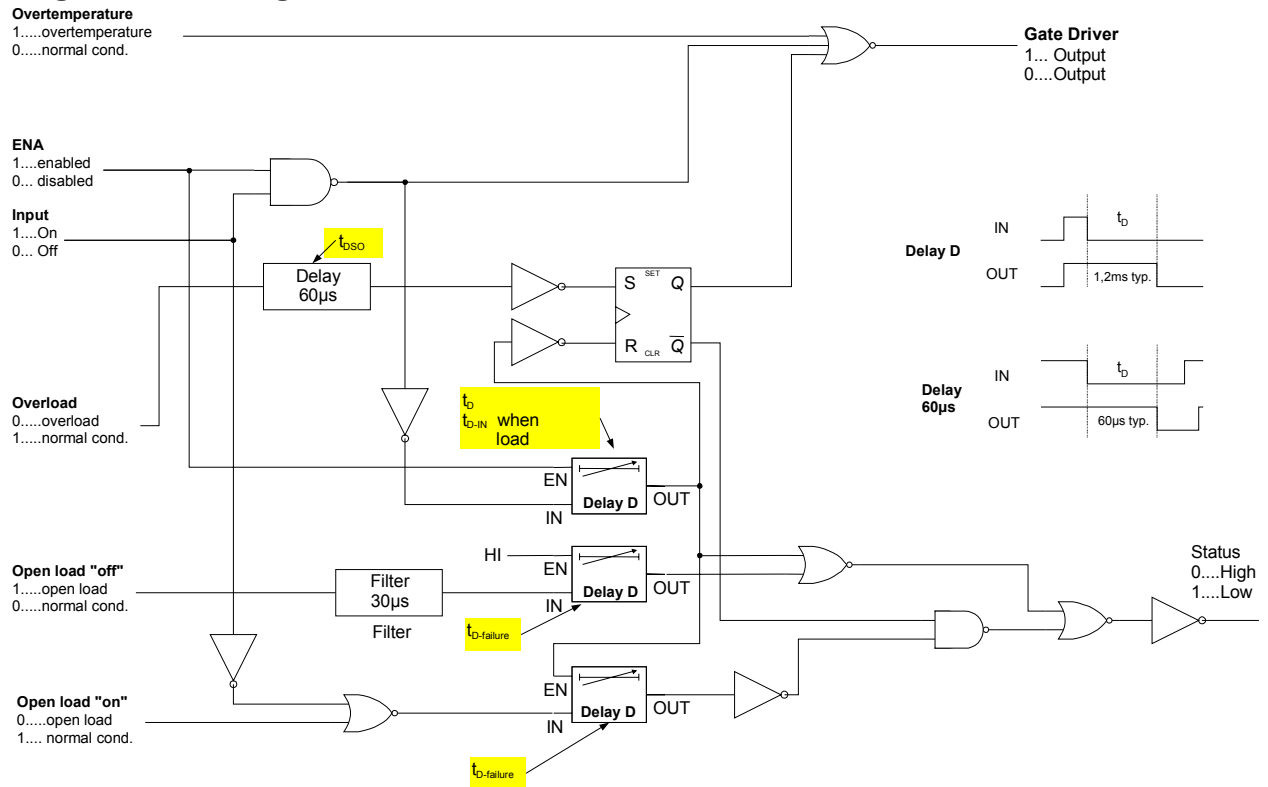 Overtemperature
1.....overtemperature
0.....normal cond.
Gate Driver
1... Output
0....Output
ENA
1....enabled
0... disabled
Input
1....On
0... Off
tDSO
Delay
60µs
S SET Q
R CLR Q̅
Delay D
IN
tD
OUT
1,2ms typ.
Delay
60µs
IN
tD
OUT
60µs typ.
Overload
0.....overload
1.....normal cond.
tD
tD-IN when
load
EN
IN
Delay D
OUT
HI
EN
IN
Delay D
OUT
Open load "off"
1.....open load
0.....normal cond.
Filter
30µs
Filter
tD-failure
Status
0....High
1....Low
Open load "on"
0.....open load
1.... normal cond.
EN
IN
Delay D
OUT
tD-failure